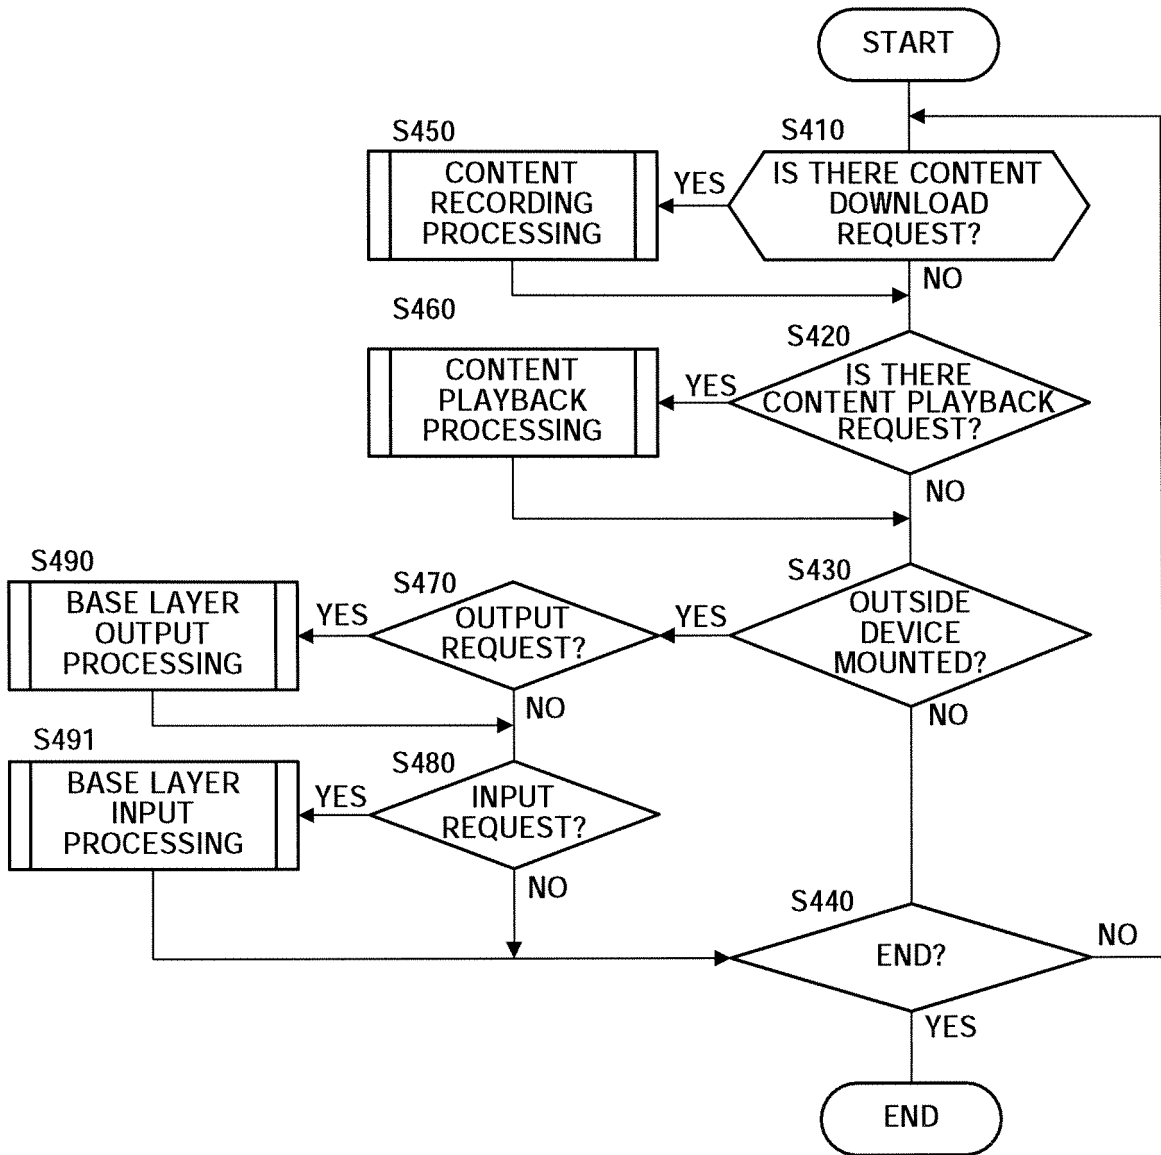 START
S450
CONTENT
RECORDING
PROCESSING
YES
S410
IS THERE CONTENT
DOWNLOAD
REQUEST?
NO
S460
CONTENT
PLAYBACK
PROCESSING
YES
S420
IS THERE
CONTENT PLAYBACK
REQUEST?
NO
S490
BASE LAYER
OUTPUT
PROCESSING
YES
S470
OUTPUT
REQUEST?
NO
YES
S430
OUTSIDE
DEVICE
MOUNTED?
NO
S491
BASE LAYER
INPUT
PROCESSING
YES
S480
INPUT
REQUEST?
NO
S440
END?
NO
YES
END